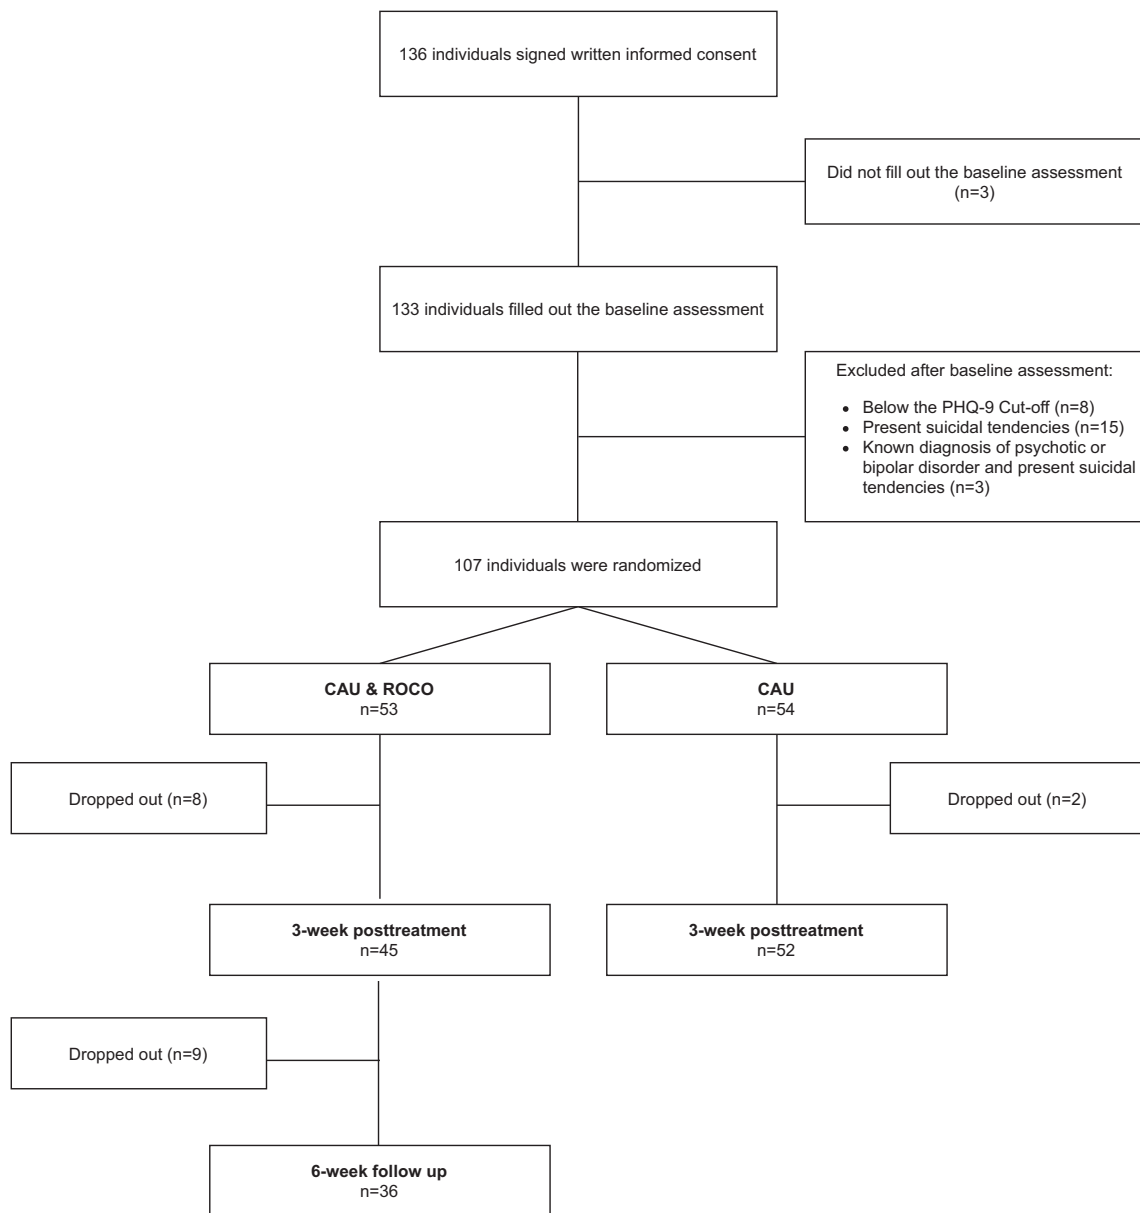 136 individuals signed written informed consent
Did not fill out the baseline assessment
(n=3)
133 individuals filled out the baseline assessment
Excluded after baseline assessment:
• Below the PHQ-9 Cut-off (n=8)
• Present suicidal tendencies (n=15)
• Known diagnosis of psychotic or
bipolar disorder and present suicidal
tendencies (n=3)
107 individuals were randomized
CAU & ROCO
n=53
CAU
n=54
Dropped out (n=8)
Dropped out (n=2)
3-week posttreatment
n=45
3-week posttreatment
n=52
Dropped out (n=9)
6-week follow up
n=36